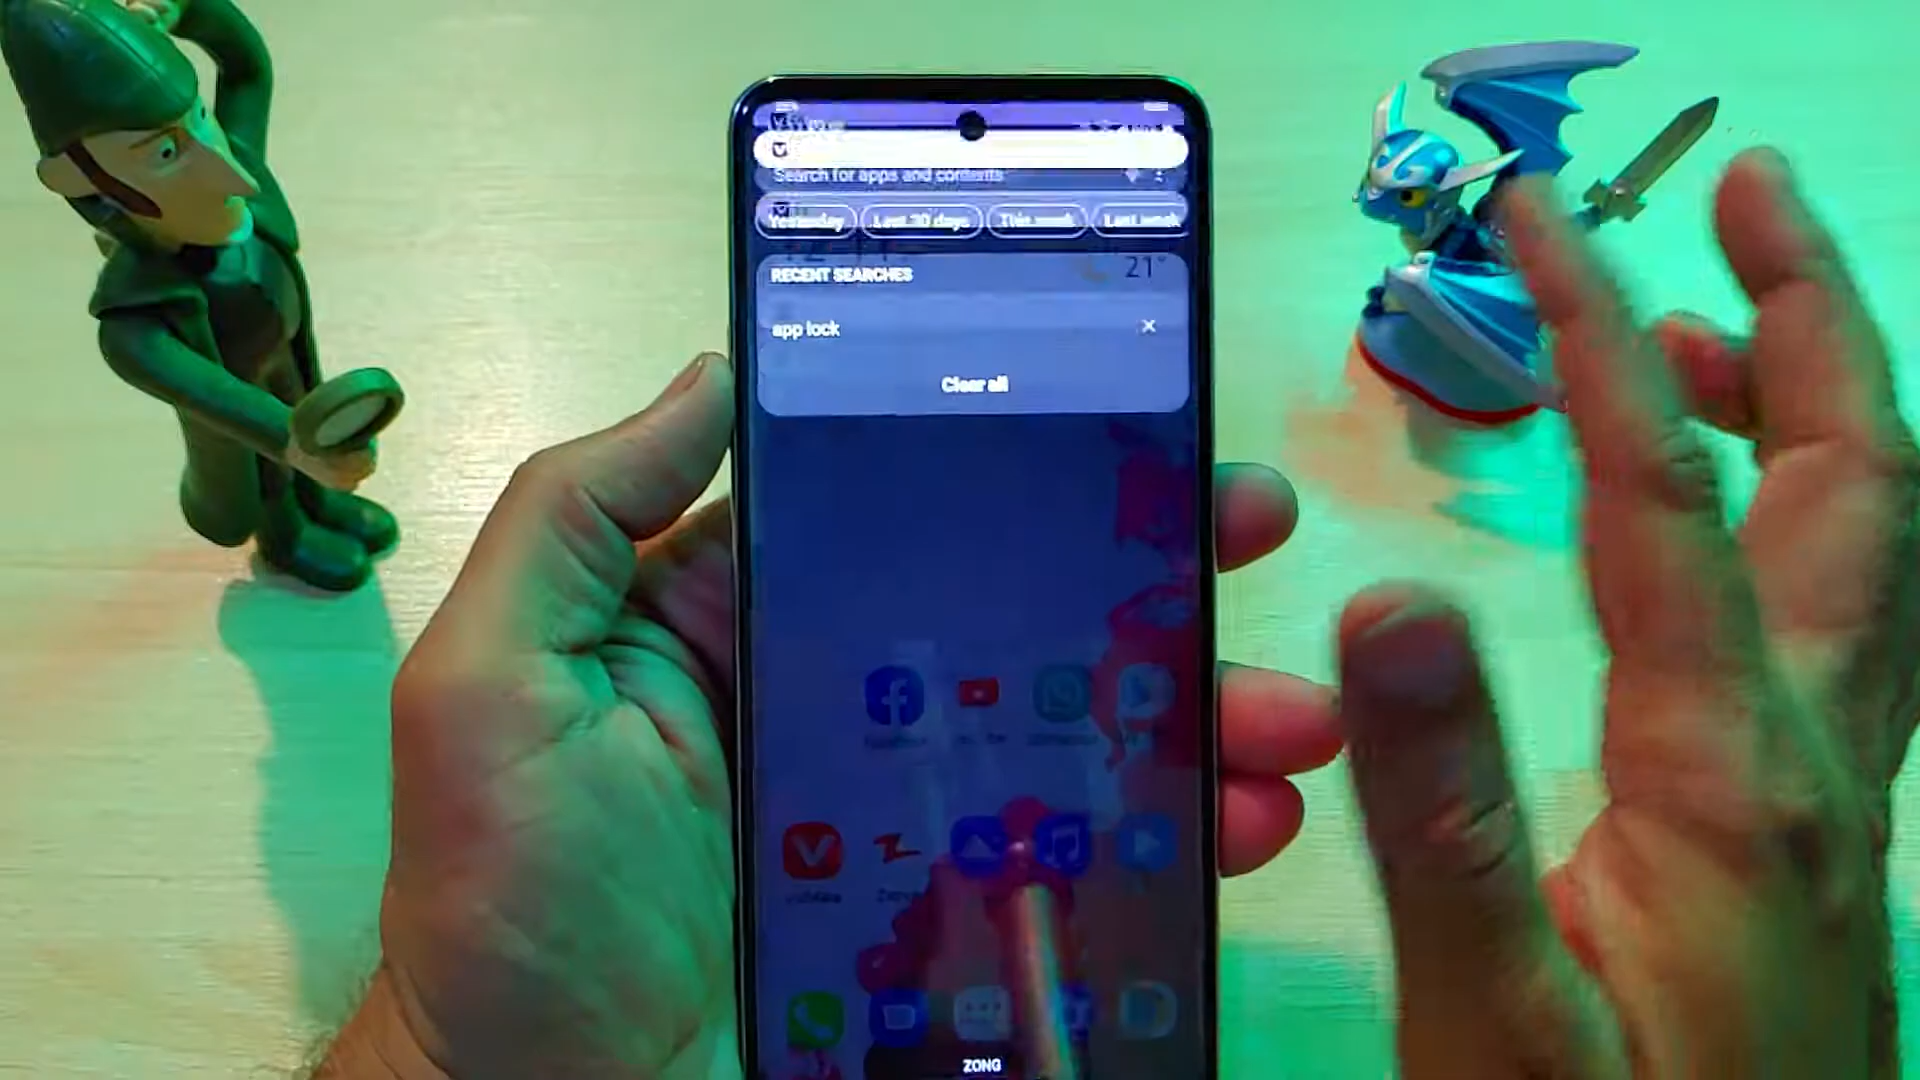 Search for apps and contents
Yesterday Last 30 days This week Last week
21°
RECENT SEARCHES
app lock
Clear all
Facebook
ZONG